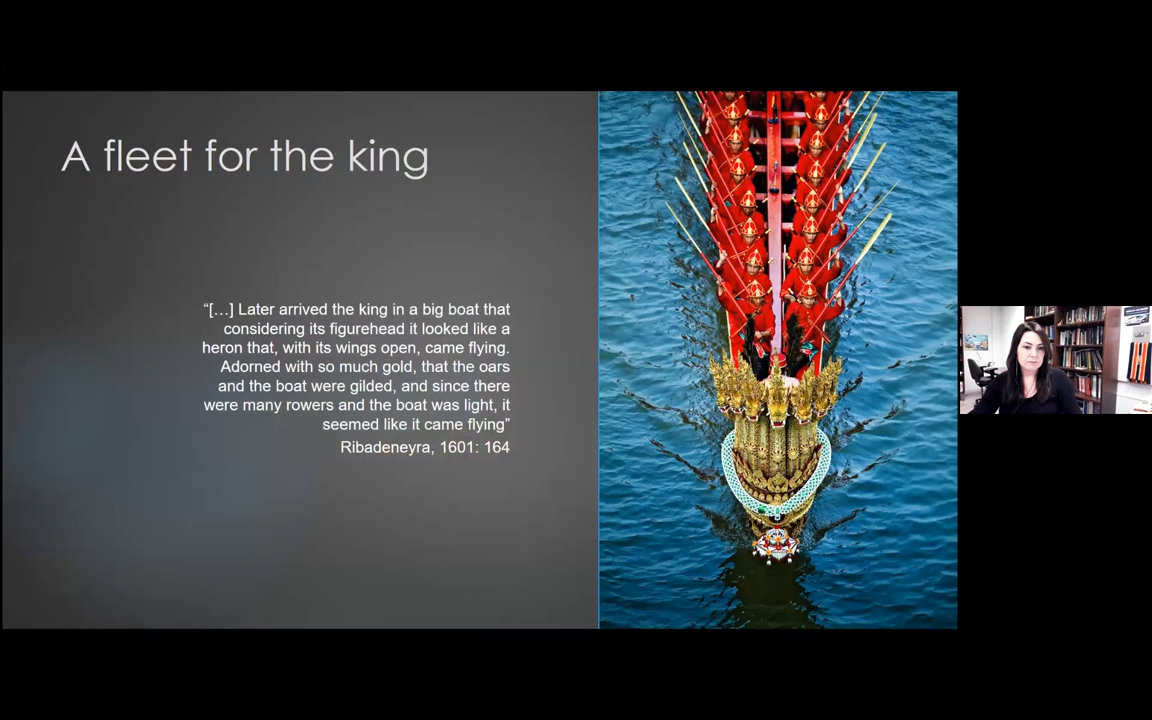 A fleet for the king
“[…] Later arrived the king in a big boat that
considering its figurehead it looked like a
heron that, with its wings open, came flying.
Adorned with so much gold, that the oars
and the boat were gilded, and since there
were many rowers and the boat was light, it
seemed like it came flying”
Ribadeneyra, 1601: 164